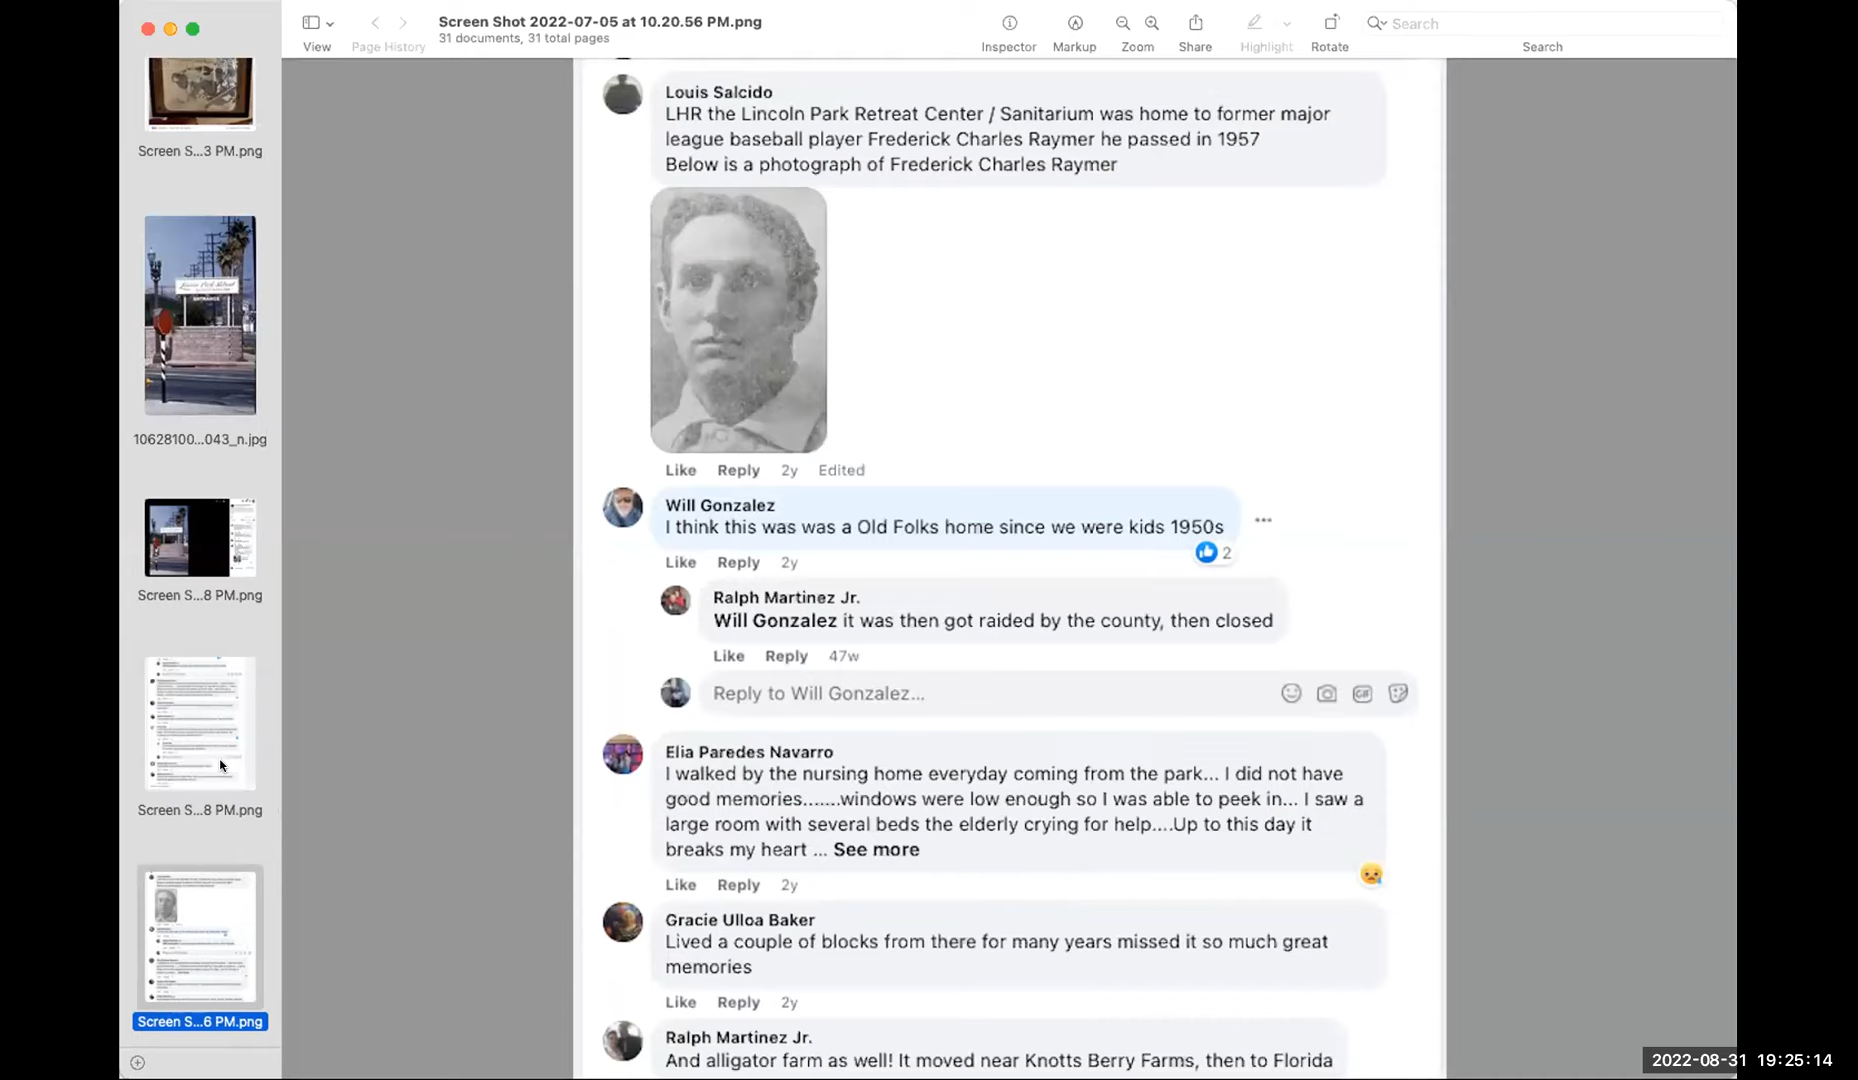 Screen Shot 2022-07-05 at 10.20.56 PM.png
31 documents, 31 total pages
View
Page History
Inspector
Markup
Zoom
Share
Highlight
Rotate
Search
Search
Screen S...3 PM.png
10628100...043_n.jpg
Screen S...8 PM.png
Screen S...8 PM.png
Screen S...6 PM.png
ENTRANCE
Louis Salcido
LHR the Lincoln Park Retreat Center / Sanitarium was home to former major
league baseball player Frederick Charles Raymer he passed in 1957
Below is a photograph of Frederick Charles Raymer
Like Reply 2y Edited
Will Gonzalez
I think this was was a Old Folks home since we were kids 1950s
2
Like Reply 2y
Ralph Martinez Jr.
Will Gonzalez it was then got raided by the county, then closed
Like Reply 47w
Reply to Will Gonzalez...
GIF
Elia Paredes Navarro
I walked by the nursing home everyday coming from the park... I did not have
good memories.......windows were low enough so I was able to peek in... I saw a
large room with several beds the elderly crying for help....Up to this day it
breaks my heart ... See more
Like Reply 2y
Gracie Ulloa Baker
Lived a couple of blocks from there for many years missed it so much great
memories
Like Reply 2y
Ralph Martinez Jr.
And alligator farm as well! It moved near Knotts Berry Farms, then to Florida
2022-08-31 19:25:14